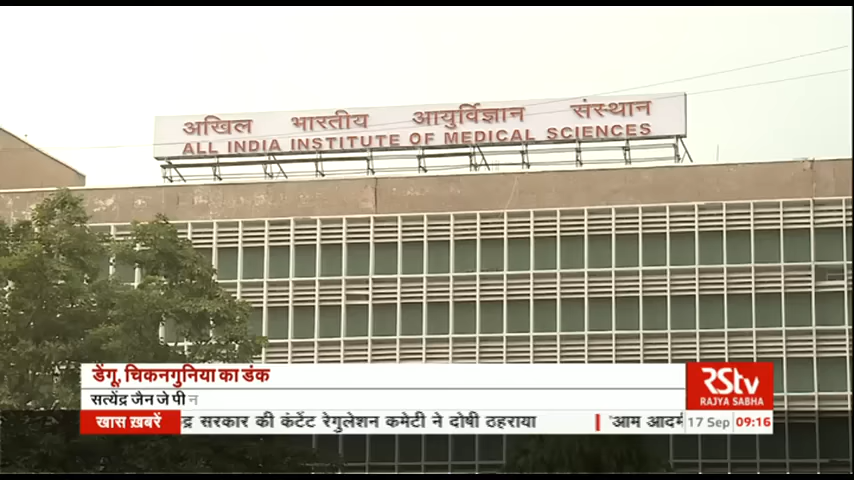 अखिल भारतीय आयुर्विज्ञान संस्थान
ALL INDIA INSTITUTE OF MEDICAL SCIENCES
डेंगू, चिकनगुनिया का डंक
सत्येंद्र जैन जे पी न
RStv
RAJYA SABHA
खास ख़बरें
सरकार की कंटेंट रेगुलेशन कमेटी ने दोषी ठहराया
"आम आदमी
17 Sep 09:16